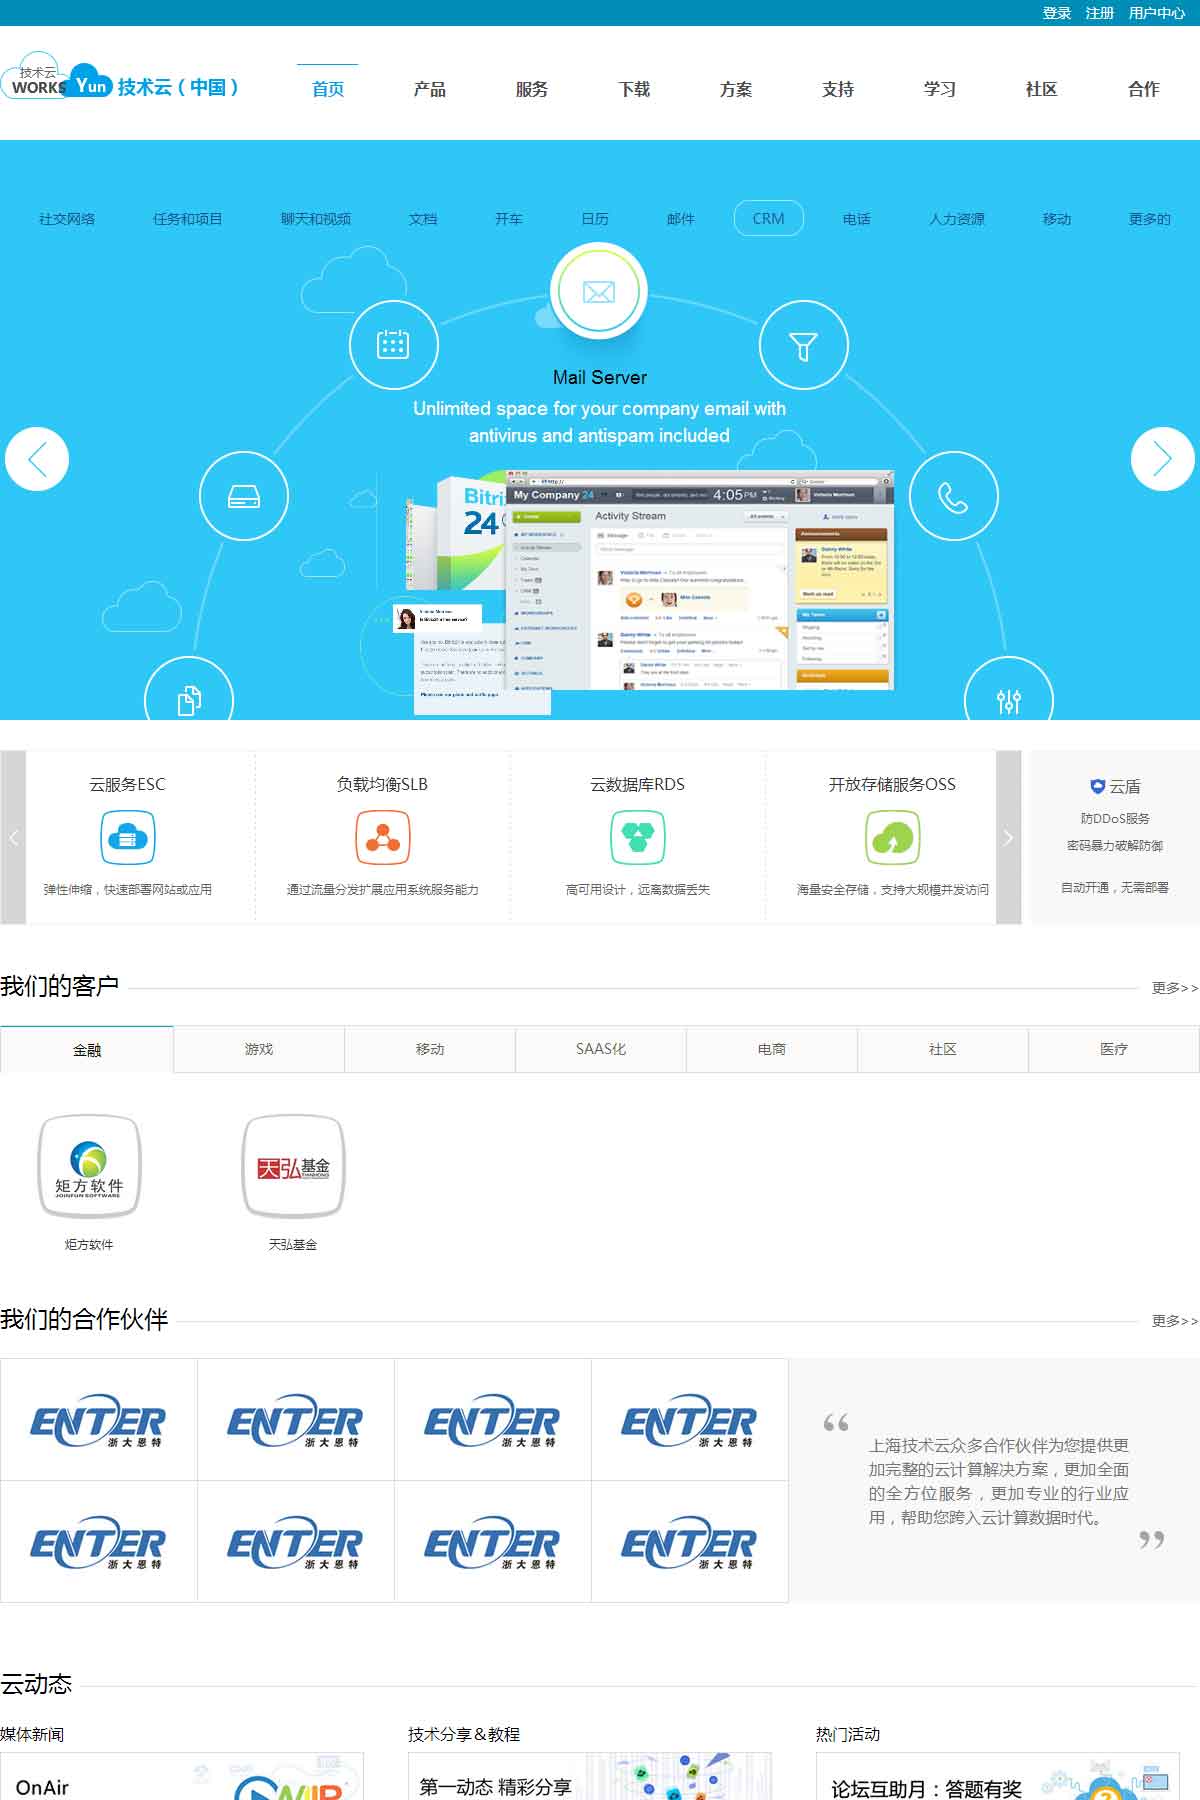 登录 注册 用户中心
技术云
WORKS Yun 技术云（中国）
首页 产品 服务 下载 方案 支持 学习 社区 合作
社交网络 任务和项目 聊天和视频 文档 开车 日历 邮件 CRM 电话 人力资源 移动 更多的
Mail Server
Unlimited space for your company email with
antivirus and antispam included
My Company 24
4:05 PM
Activity Stream
Bitri
24
云服务ESC 负载均衡SLB 云数据库RDS 开放存储服务OSS
云盾
防DDoS服务
密码暴力破解防御
弹性伸缩，快速部署网站或应用 通过流量分发扩展应用系统服务能力 高可用设计，远离数据丢失 海量安全存储，支持大规模并发访问
自动开通，无需部署
我们的客户 更多>>
金融 游戏 移动 SAAS化 电商 社区 医疗
矩方软件
JOINFUN SOFTWARE
天弘基金
TIANHONG
炬方软件 天弘基金
我们的合作伙伴 更多>>
ENTER ENTER ENTER ENTER
浙大恩特 浙大恩特 浙大恩特 浙大恩特
ENTER ENTER ENTER ENTER
浙大恩特 浙大恩特 浙大恩特 浙大恩特
“
上海技术云众多合作伙伴为您提供更
加完整的云计算解决方案，更加全面
的全方位服务，更加专业的行业应
用，帮助您跨入云计算数据时代。
”
云动态
媒体新闻 技术分享＆教程 热门活动
OnAir 第一动态 精彩分享 论坛互助月：答题有奖